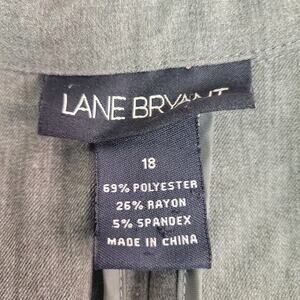 LANE BRYANT
18
69% POLYESTER
26% RAYON
5% SPANDEX
MADE IN CHINA